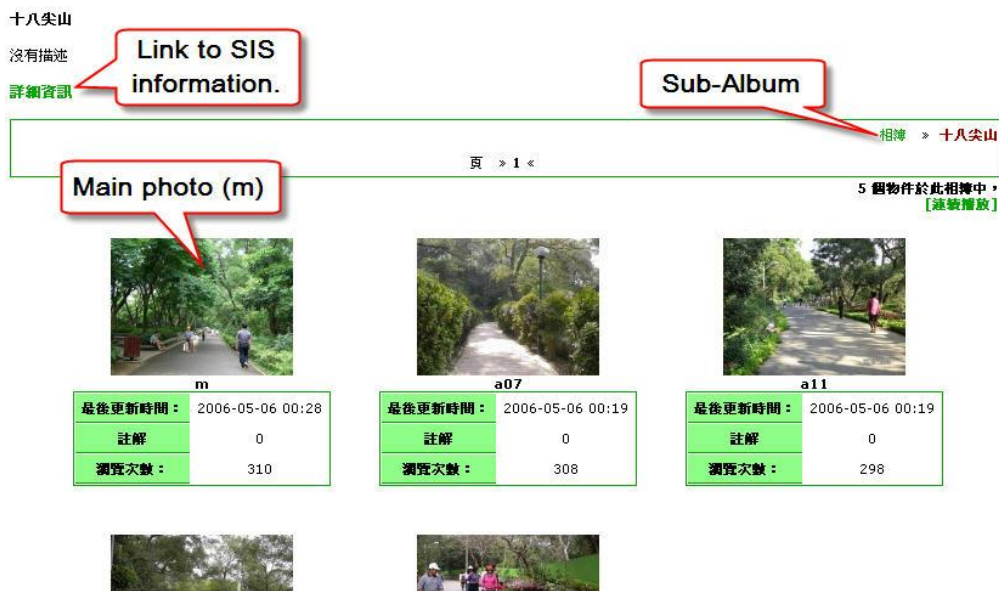 十八尖山
沒有描述
詳細資訊
Link to SIS
information.
Sub-Album
相簿 » 十八尖山
頁 » 1 «
Main photo (m)
5 個物件於此相簿中，
[連續播放]
m
最後更新時間： 2006-05-06 00:28
註解 0
瀏覽次數： 310
a07
最後更新時間： 2006-05-06 00:19
註解 0
瀏覽次數： 308
a11
最後更新時間： 2006-05-06 00:19
註解 0
瀏覽次數： 298